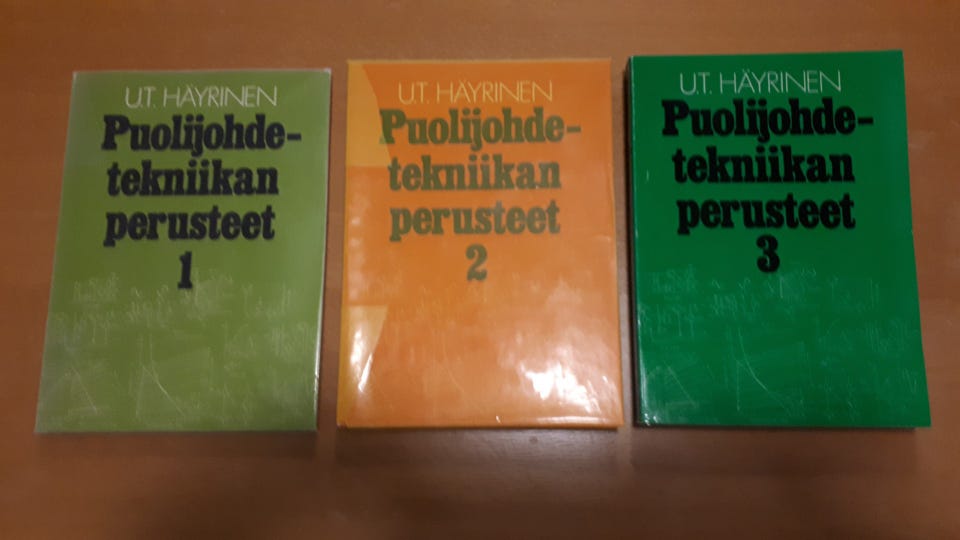 U.T. HÄYRINEN
Puolijohde-
tekniikan
perusteet
1
U.T. HÄYRINEN
Puolijohde-
tekniikan
perusteet
2
U.T. HÄYRINEN
Puolijohde-
tekniikan
perusteet
3